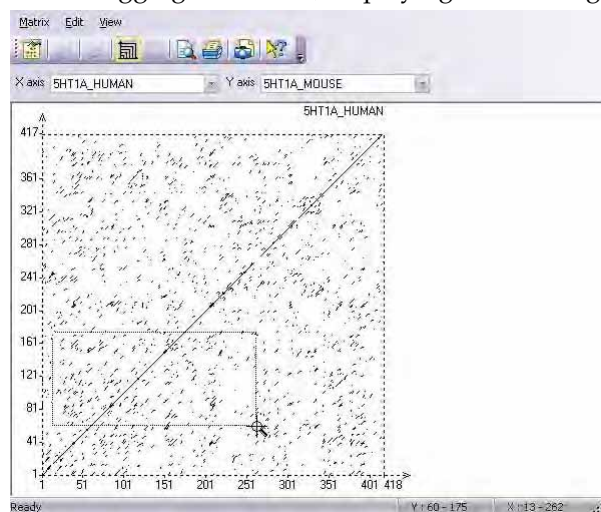 Matrix Edit View
X axis 5HT1A_HUMAN Y axis 5HT1A_MOUSE
5HT1A_HUMAN
417
361
321
281
241
201
161
121
81
41
1
1 51 101 151 201 251 301 351 401 418
Ready Y : 60 - 175 X : 13 - 262